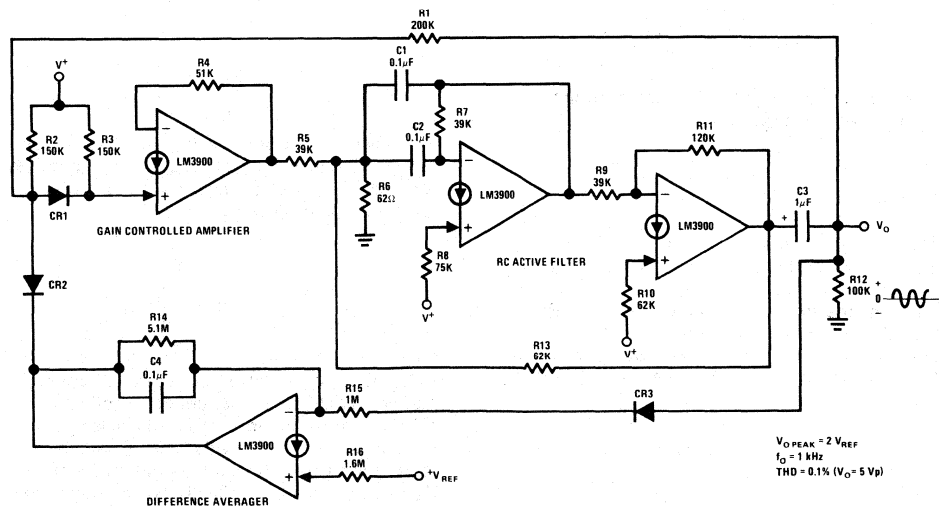 R1
200K
C1
0.1μF
V+
R4
51K
R2
150K
R3
150K
−
LM3900
+
CR1
R5
39K
C2
0.1μF
R7
39K
R6
62Ω
−
LM3900
+
R8
75K
V+
R9
39K
R11
120K
−
LM3900
+
R10
62K
V+
C3
1μF
+
VO
R12
100K
+
0
−
GAIN CONTROLLED AMPLIFIER
RC ACTIVE FILTER
CR2
R14
5.1M
C4
0.1μF
R13
62K
R15
1M
CR3
−
LM3900
+
R16
1.6M
+VREF
DIFFERENCE AVERAGER
VO PEAK = 2 VREF
fO = 1 kHz
THD = 0.1% (VO = 5 Vp)